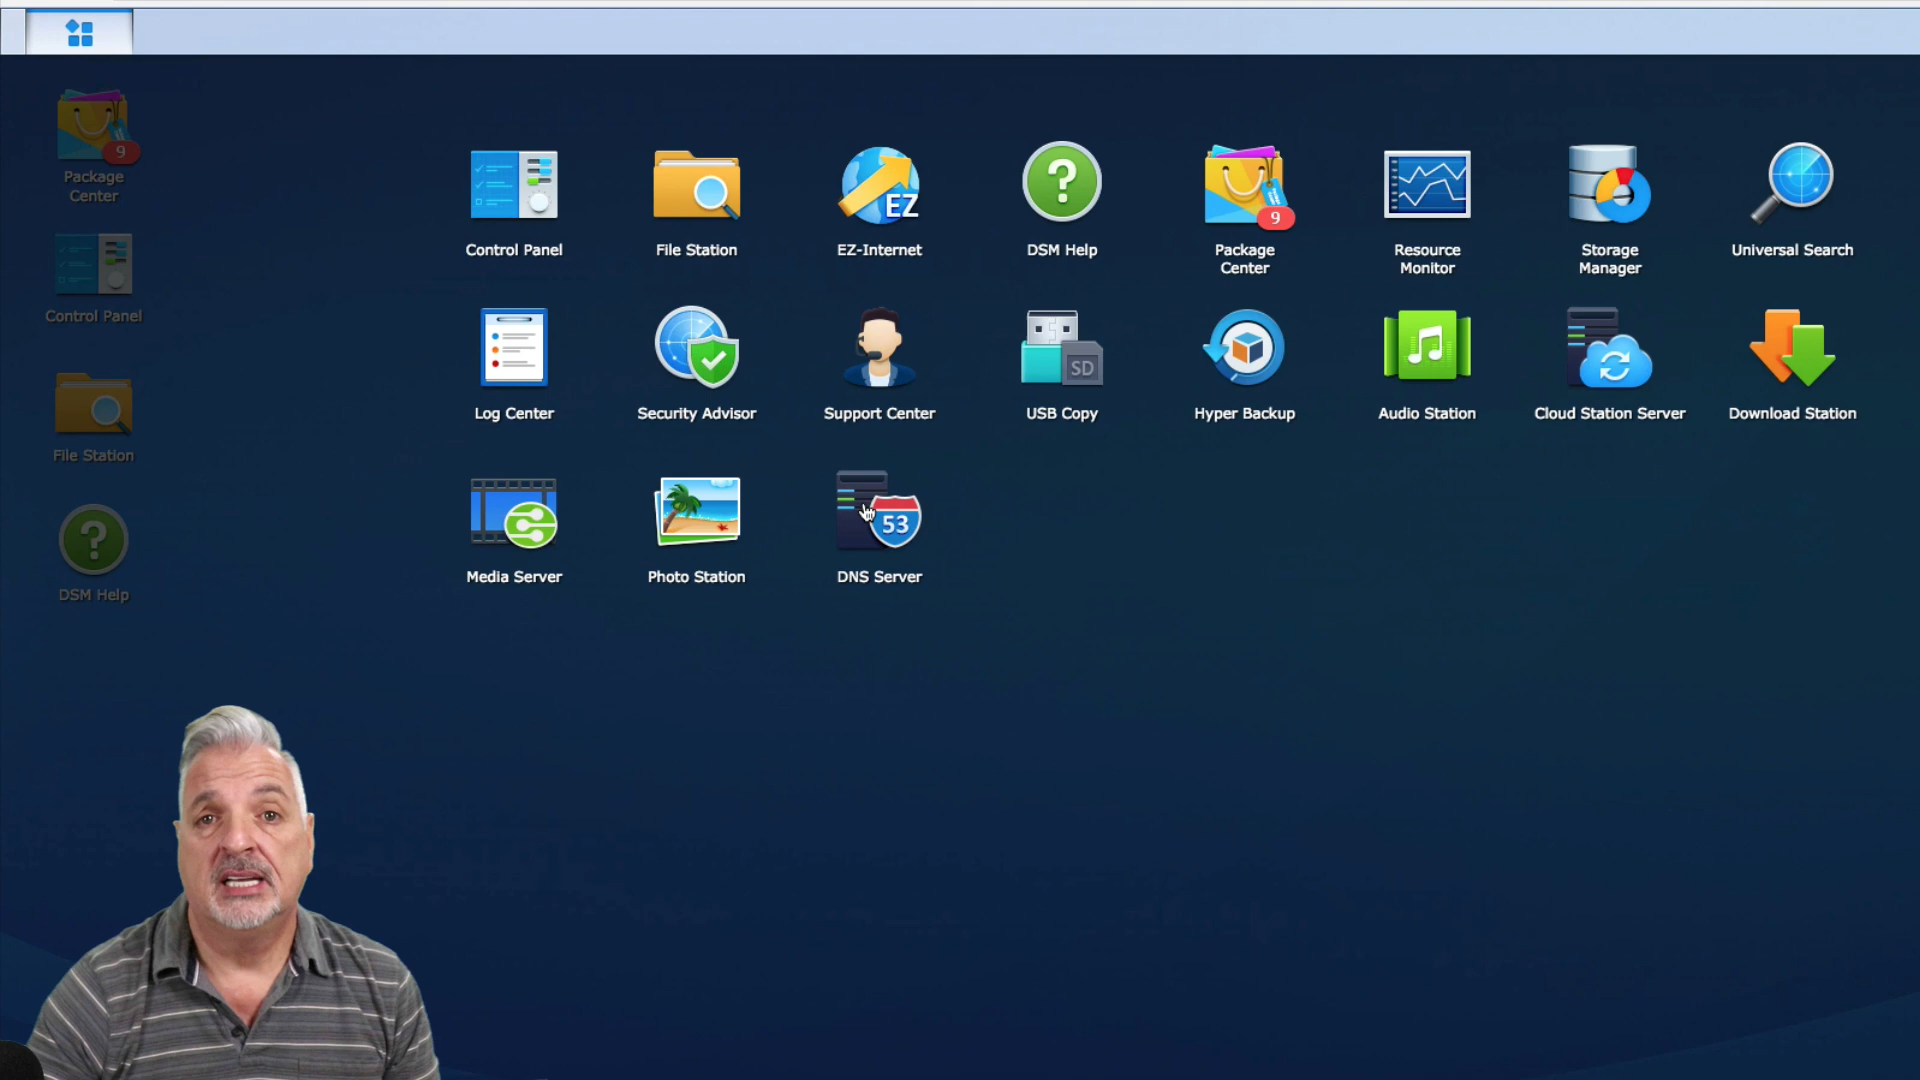 9
Package
Center
Control Panel
File Station
DSM Help
EZ
9
Control Panel
File Station
EZ-Internet
DSM Help
Package
Center
Resource
Monitor
Storage
Manager
Universal Search
SD
Log Center
Security Advisor
Support Center
USB Copy
Hyper Backup
Audio Station
Cloud Station Server
Download Station
53
Media Server
Photo Station
DNS Server